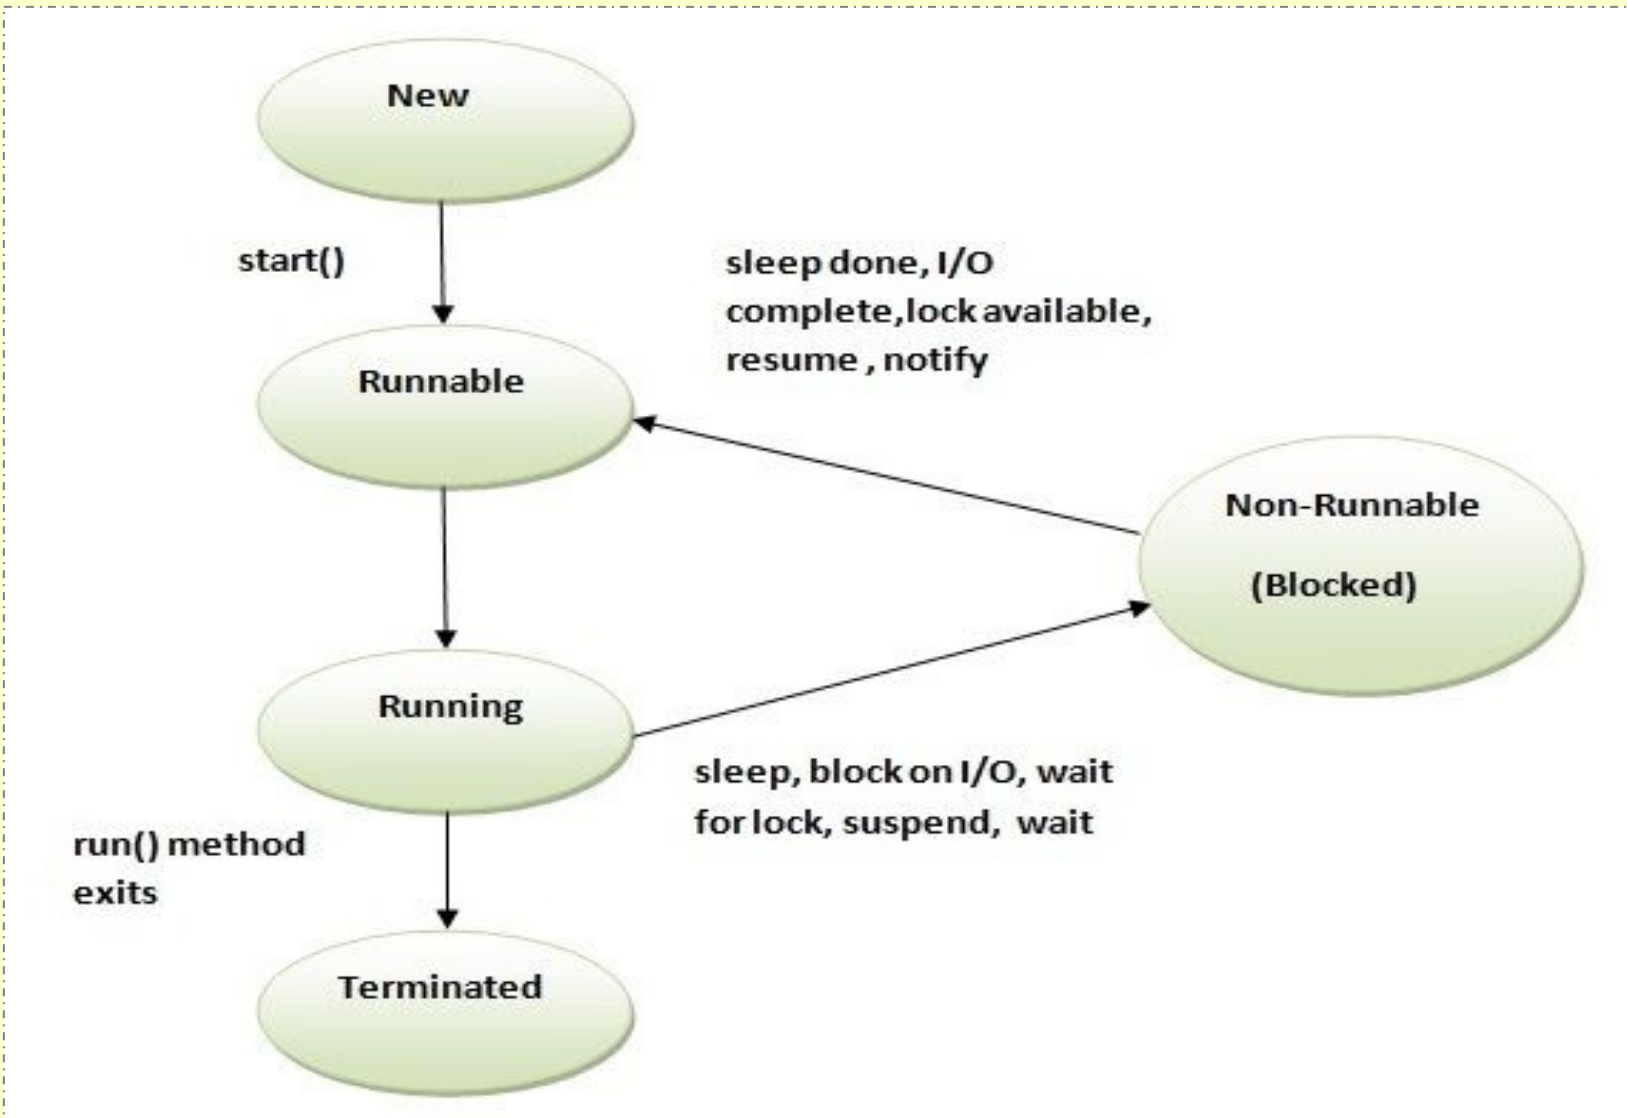 New
start()
sleep done, I/O
complete,lock available,
resume , notify
Runnable
Non-Runnable
(Blocked)
Running
sleep, block on I/O, wait
for lock, suspend, wait
run() method
exits
Terminated